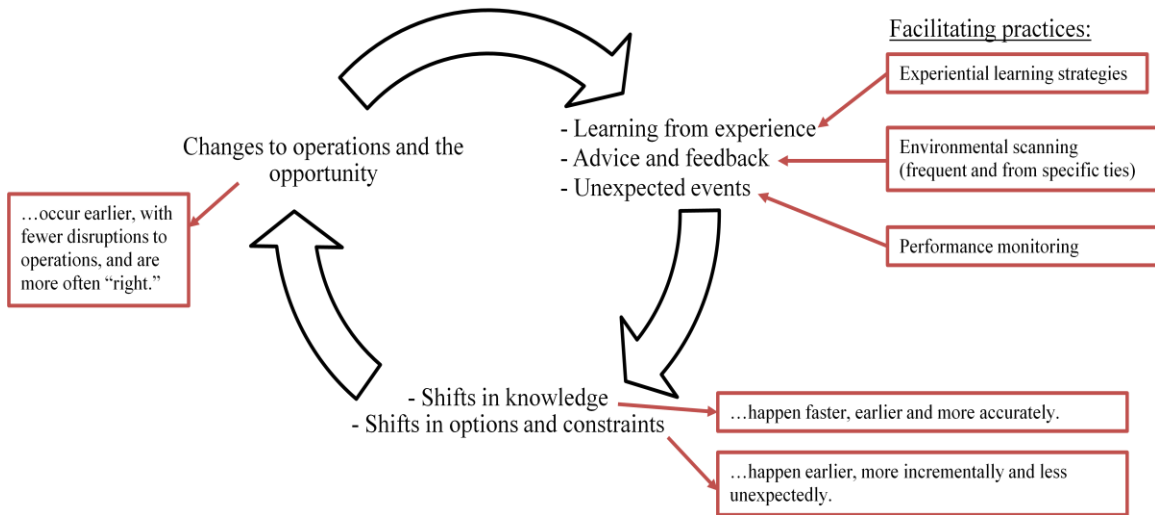 Facilitating practices:
Experiential learning strategies
- Learning from experience
- Advice and feedback
- Unexpected events
Environmental scanning
(frequent and from specific ties)
Performance monitoring
Changes to operations and the
opportunity
…occur earlier, with
fewer disruptions to
operations, and are
more often “right.”
- Shifts in knowledge
- Shifts in options and constraints
…happen faster, earlier and more accurately.
…happen earlier, more incrementally and less
unexpectedly.